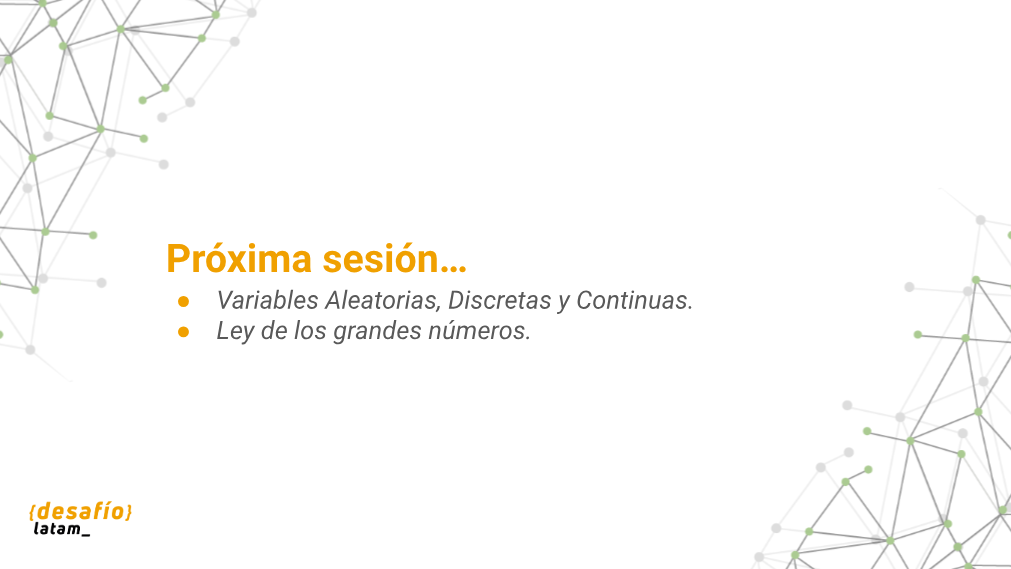 Próxima sesión…
● Variables Aleatorias, Discretas y Continuas.
● Ley de los grandes números.
{desafío}
latam_